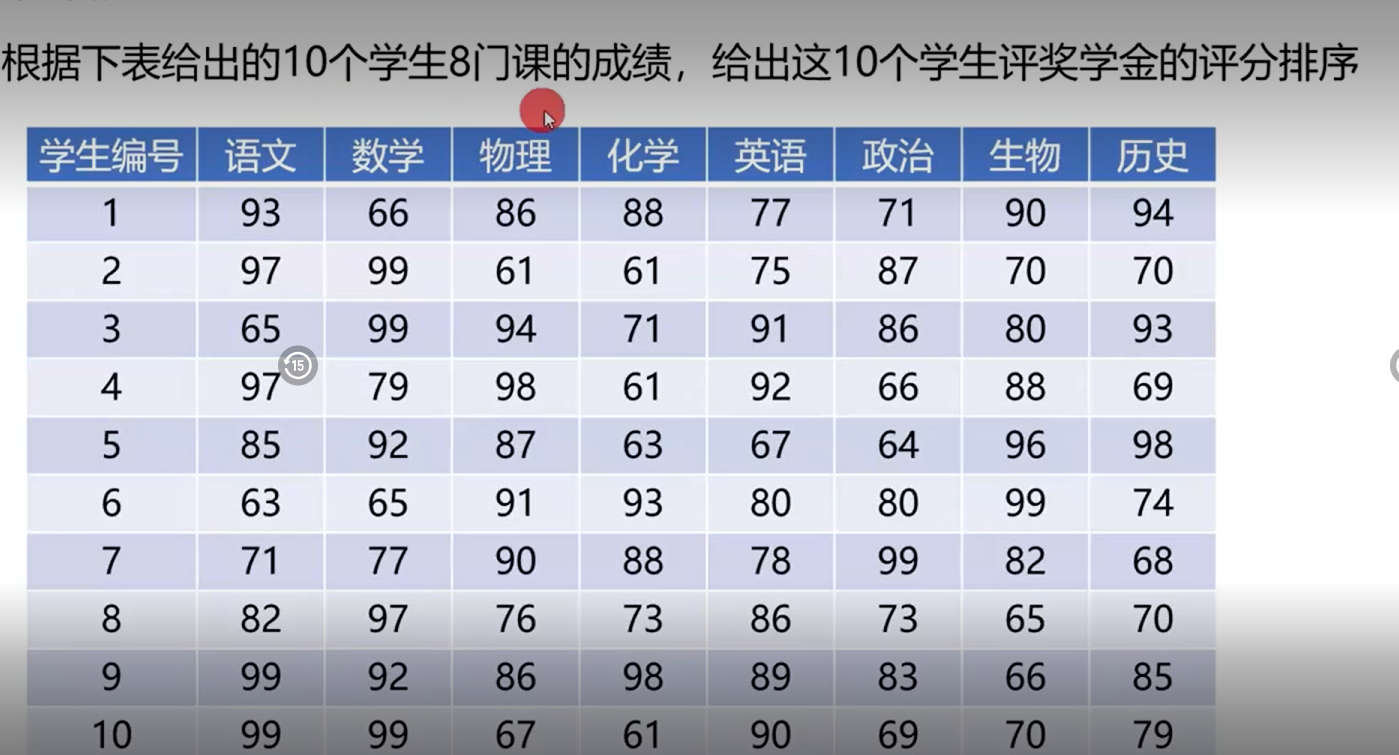 根据下表给出的10个学生8门课的成绩，给出这10个学生评奖学金的评分排序
学生编号 语文 数学 物理 化学 英语 政治 生物 历史
1 93 66 86 88 77 71 90 94
2 97 99 61 61 75 87 70 70
3 65 99 94 71 91 86 80 93
15
4 97 79 98 61 92 66 88 69
5 85 92 87 63 67 64 96 98
6 63 65 91 93 80 80 99 74
7 71 77 90 88 78 99 82 68
8 82 97 76 73 86 73 65 70
9 99 92 86 98 89 83 66 85
10 99 99 67 61 90 69 70 79